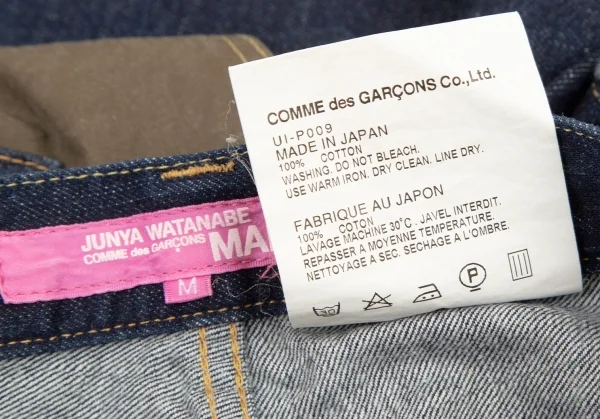 COMME des GARÇONS Co.,Ltd.
UI-P009
MADE IN JAPAN
100% COTTON
WASHING. DO NOT BLEACH.
USE WARM IRON. DRY CLEAN. LINE DRY.
FABRIQUE AU JAPON
100% COTON
LAVAGE MACHINE 30°C . JAVEL INTERDIT.
REPASSER A MOYENNE TEMPERATURE.
NETTOYAGE A SEC. SECHAGE A L'OMBRE.
30
P
JUNYA WATANABE
COMME des GARÇONS
M